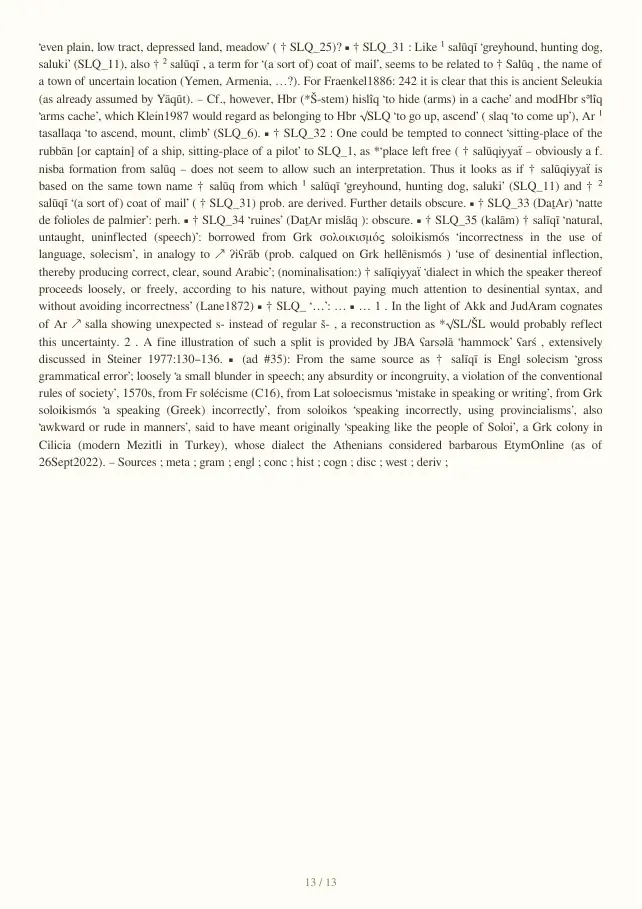 ‘even plain, low tract, depressed land, meadow’ ( † SLQ_25)? ▪ † SLQ_31 : Like ¹ salūqī ‘greyhound, hunting dog,
saluki’ (SLQ_11), also † ² salūqī , a term for ‘(a sort of) coat of mail’, seems to be related to † Salūq , the name of
a town of uncertain location (Yemen, Armenia, …?). For Fraenkel1886: 242 it is clear that this is ancient Seleukia
(as already assumed by Yāqūt). – Cf., however, Hbr (*Š-stem) hislîq ‘to hide (arms) in a cache’ and modHbr sᵊlîq
‘arms cache’, which Klein1987 would regard as belonging to Hbr √SLQ ‘to go up, ascend’ ( slaq ‘to come up’), Ar ¹
tasallaqa ‘to ascend, mount, climb’ (SLQ_6). ▪ † SLQ_32 : One could be tempted to connect ‘sitting-place of the
rubbān [or captain] of a ship, sitting-place of a pilot’ to SLQ_1, as *‘place left free ( † salūqiyyaẗ – obviously a f.
nisba formation from salūq – does not seem to allow such an interpretation. Thus it looks as if † salūqiyyaẗ is
based on the same town name † salūq from which ¹ salūqī ‘greyhound, hunting dog, saluki’ (SLQ_11) and † ²
salūqī ‘(a sort of) coat of mail’ ( † SLQ_31) prob. are derived. Further details obscure. ▪ † SLQ_33 (DaṯAr) ‘natte
de folioles de palmier’: perh. ▪ † SLQ_34 ‘ruines’ (DaṯAr mislāq ): obscure. ▪ † SLQ_35 (kalām) † salīqī ‘natural,
untaught, uninflected (speech)’: borrowed from Grk σολοικισμός soloikismós ‘incorrectness in the use of
language, solecism’, in analogy to ↗ ʔiʕrāb (prob. calqued on Grk hellēnismós ) ‘use of desinential inflection,
thereby producing correct, clear, sound Arabic’; (nominalisation:) † salīqiyyaẗ ‘dialect in which the speaker thereof
proceeds loosely, or freely, according to his nature, without paying much attention to desinential syntax, and
without avoiding incorrectness’ (Lane1872) ▪ † SLQ_ ‘…’: … ▪ … 1 . In the light of Akk and JudAram cognates
of Ar ↗ salla showing unexpected s- instead of regular š- , a reconstruction as *√SL/ŠL would probably reflect
this uncertainty. 2 . A fine illustration of such a split is provided by JBA ʕarsəlā ‘hammock’ ʕarś , extensively
discussed in Steiner 1977:130–136. ▪ (ad #35): From the same source as † salīqī is Engl solecism ‘gross
grammatical error’; loosely ‘a small blunder in speech; any absurdity or incongruity, a violation of the conventional
rules of society’, 1570s, from Fr solécisme (C16), from Lat soloecismus ‘mistake in speaking or writing’, from Grk
soloikismós ‘a speaking (Greek) incorrectly’, from soloikos ‘speaking incorrectly, using provincialisms’, also
‘awkward or rude in manners’, said to have meant originally ‘speaking like the people of Soloi’, a Grk colony in
Cilicia (modern Mezitli in Turkey), whose dialect the Athenians considered barbarous EtymOnline (as of
26Sept2022). – Sources ; meta ; gram ; engl ; conc ; hist ; cogn ; disc ; west ; deriv ;
13 / 13